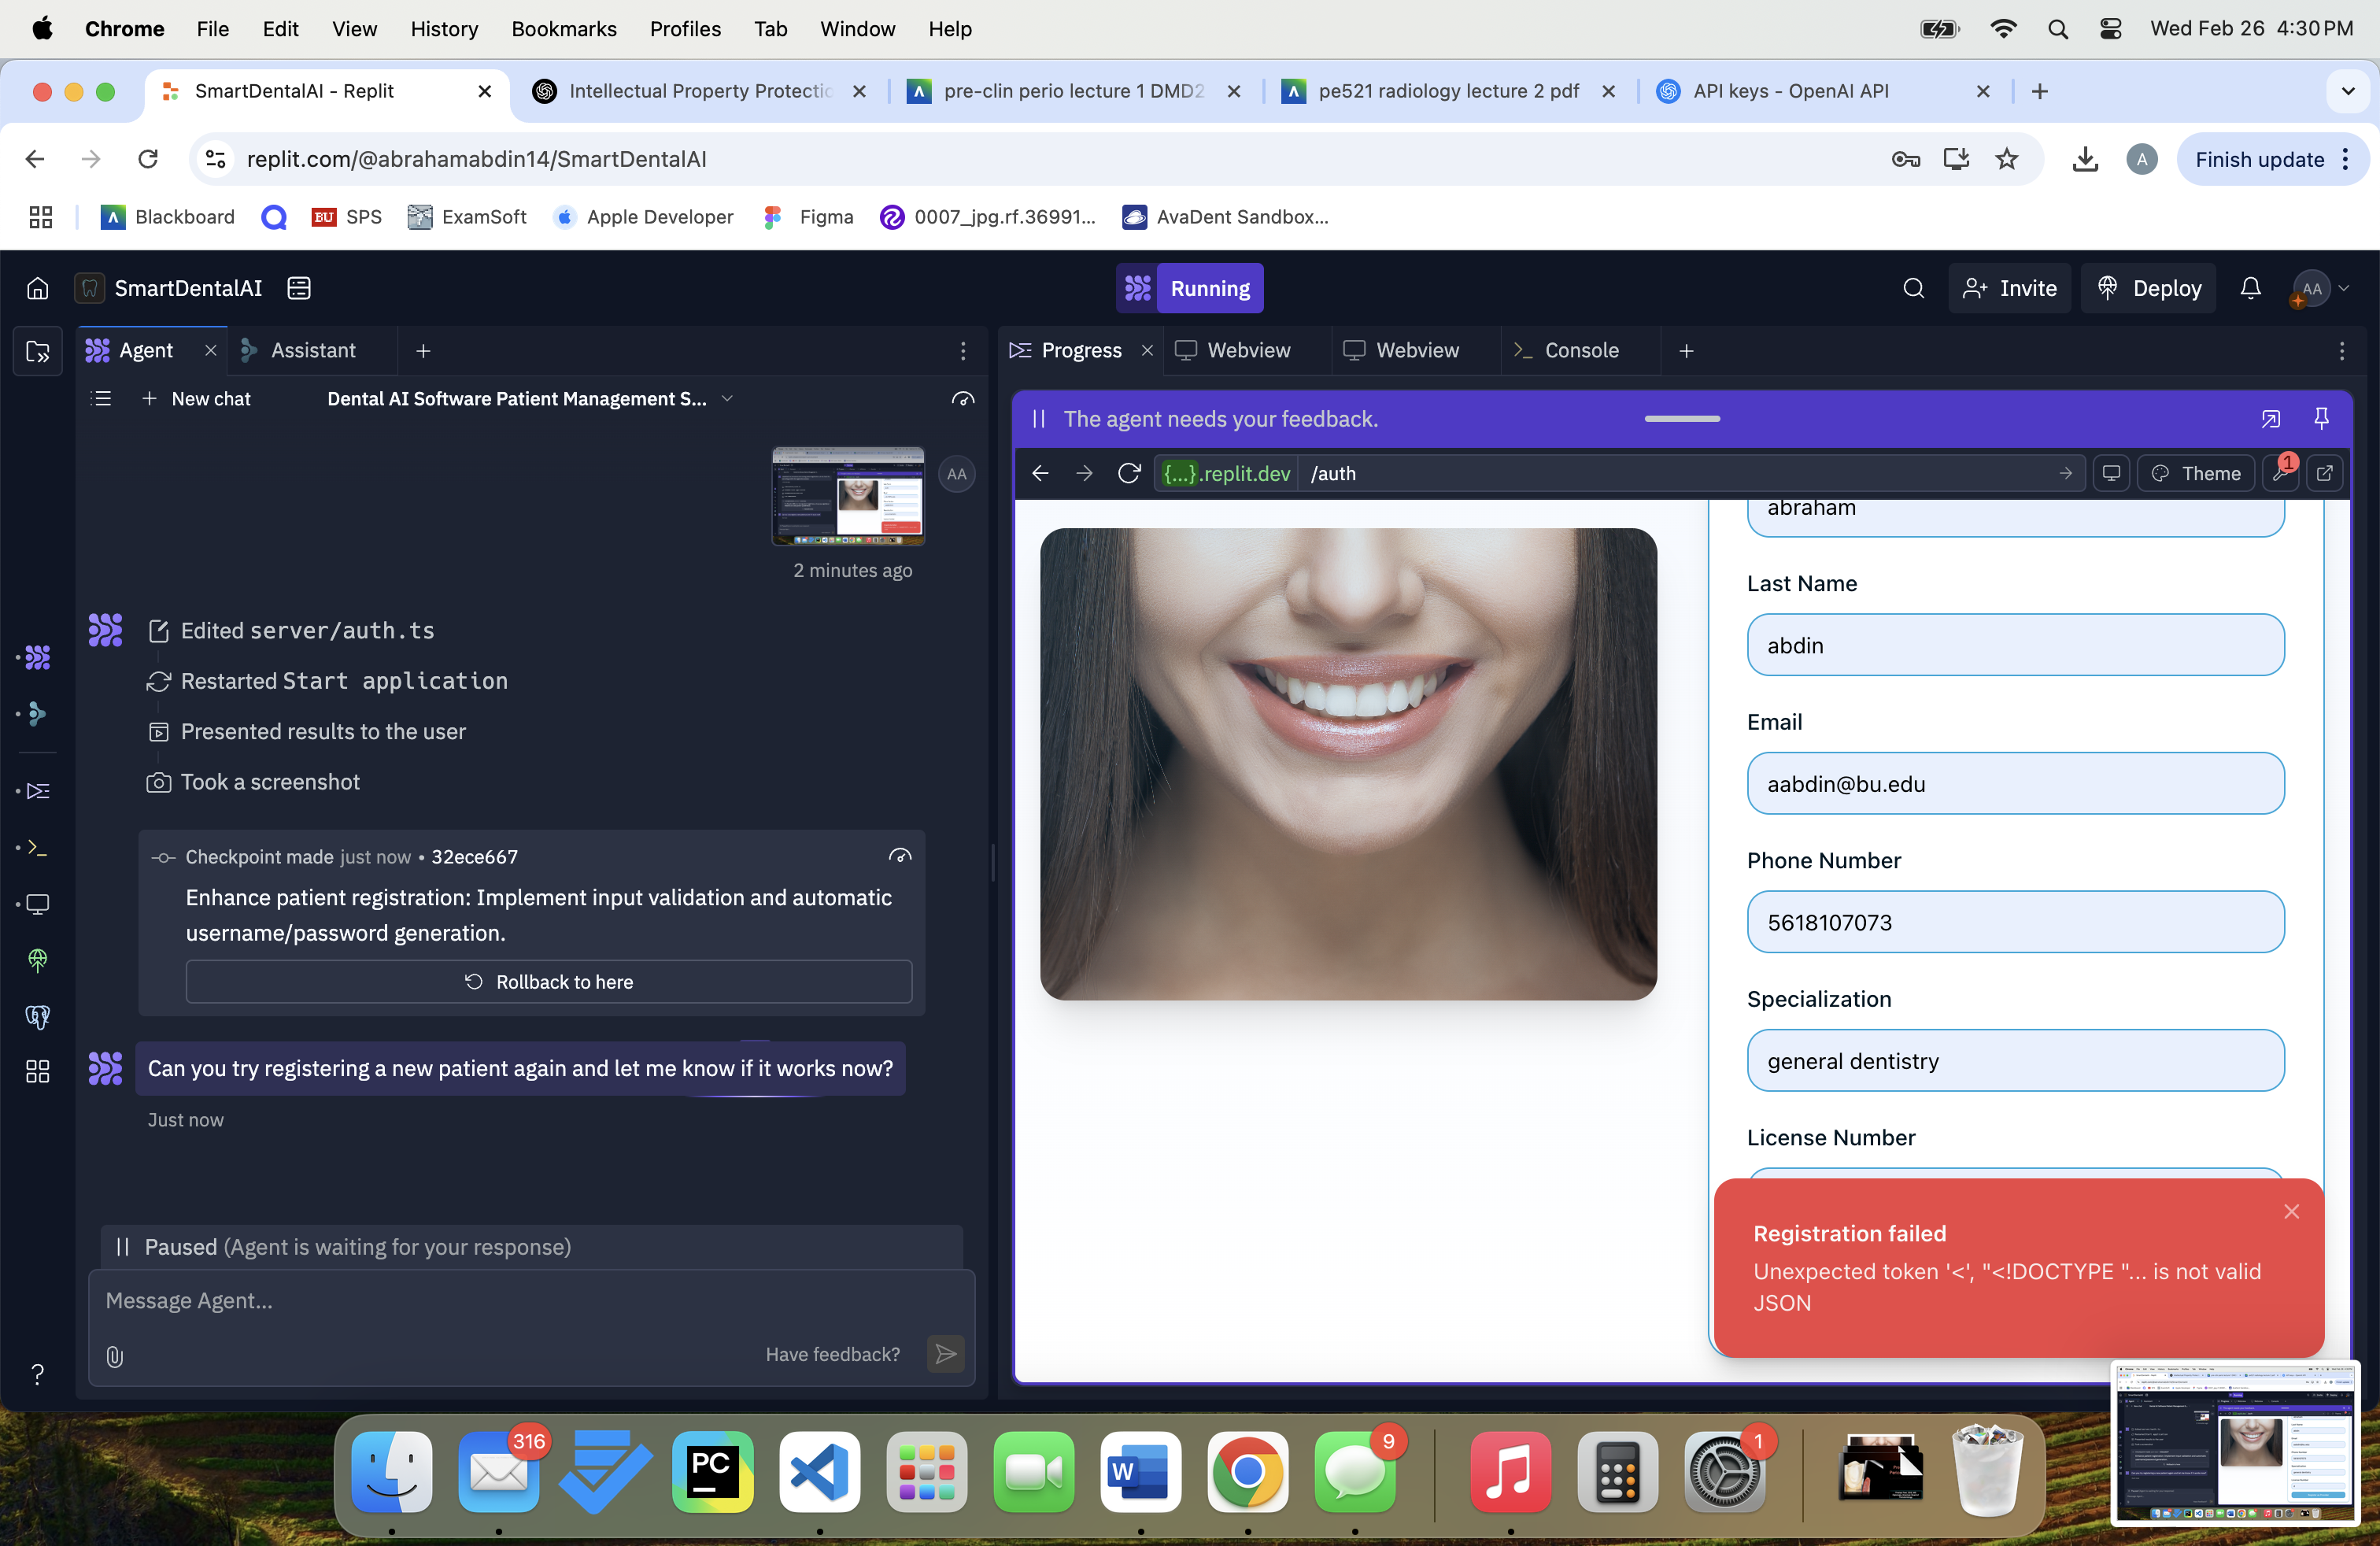 Chrome File Edit View History Bookmarks Profiles Tab Window Help Wed Feb 26 4:30 PM
SmartDentalAI - Replit
Intellectual Property Protectio
pre-clin perio lecture 1 DMD2
pe521 radiology lecture 2 pdf
API keys - OpenAI API
replit.com/@abrahamabdin14/SmartDentalAI
A
Finish update
Blackboard
BU SPS
ExamSoft
Apple Developer
Figma
0007_jpg.rf.36991...
AvaDent Sandbox...
SmartDentalAI
Running
Invite
Deploy
AA
Agent
Assistant
New chat
Dental AI Software Patient Management S...
AA
2 minutes ago
Edited server/auth.ts
Restarted Start application
Presented results to the user
Took a screenshot
Checkpoint made just now • 32ece667
Enhance patient registration: Implement input validation and automatic
username/password generation.
Rollback to here
Can you try registering a new patient again and let me know if it works now?
Just now
Paused (Agent is waiting for your response)
Message Agent...
Have feedback?
?
Progress
Webview
Webview
Console
The agent needs your feedback.
{...}.replit.dev /auth
Theme
1
abraham
Last Name
abdin
Email
aabdin@bu.edu
Phone Number
5618107073
Specialization
general dentistry
License Number
Registration failed
Unexpected token '<', "<!DOCTYPE "... is not valid
JSON
316
PC
W
9
1